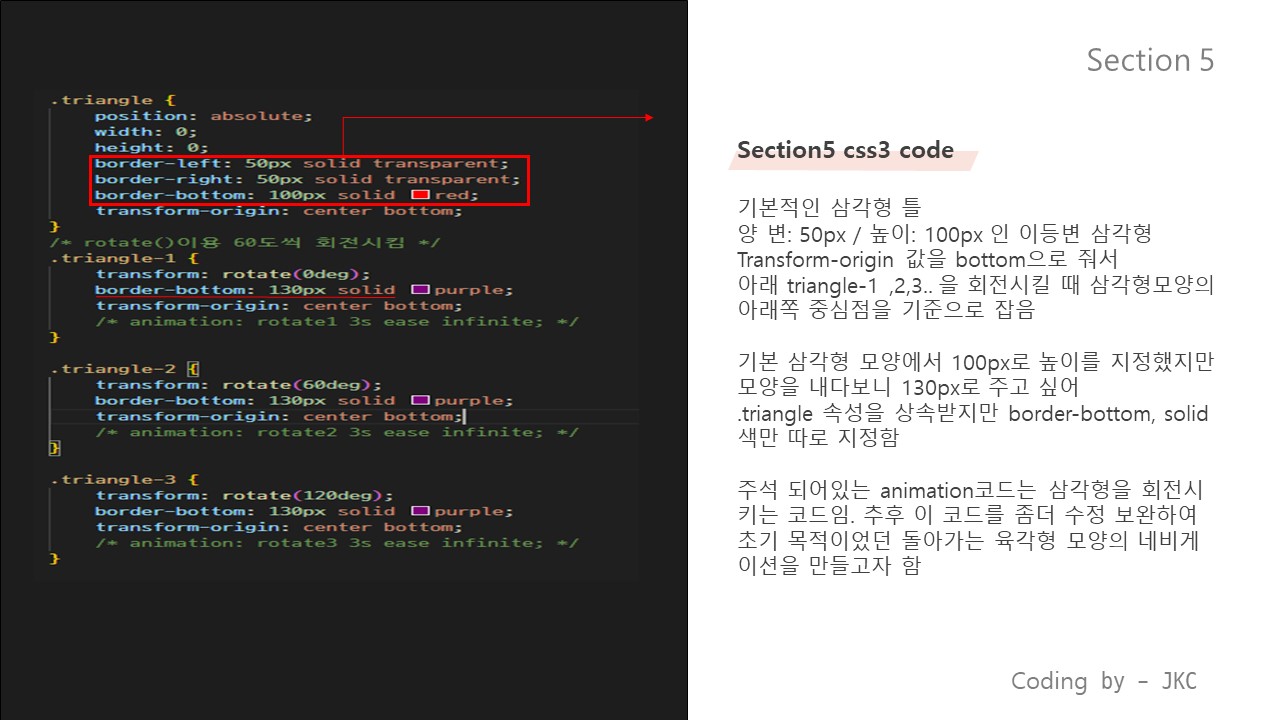 .triangle {
position: absolute;
width: 0;
height: 0;
border-left: 50px solid transparent;
border-right: 50px solid transparent;
border-bottom: 100px solid red;
transform-origin: center bottom;
}
/* rotate()이용 60도씩 회전시킴 */
.triangle-1 {
transform: rotate(0deg);
border-bottom: 130px solid purple;
transform-origin: center bottom;
/* animation: rotate1 3s ease infinite; */
}
.triangle-2 {
transform: rotate(60deg);
border-bottom: 130px solid purple;
transform-origin: center bottom;
/* animation: rotate2 3s ease infinite; */
}
.triangle-3 {
transform: rotate(120deg);
border-bottom: 130px solid purple;
transform-origin: center bottom;
/* animation: rotate3 3s ease infinite; */
}
Section 5
Section5 css3 code
기본적인 삼각형 틀
양 변: 50px / 높이: 100px 인 이등변 삼각형
Transform-origin 값을 bottom으로 줘서
아래 triangle-1 ,2,3.. 을 회전시킬 때 삼각형모양의
아래쪽 중심점을 기준으로 잡음
기본 삼각형 모양에서 100px로 높이를 지정했지만
모양을 내다보니 130px로 주고 싶어
.triangle 속성을 상속받지만 border-bottom, solid
색만 따로 지정함
주석 되어있는 animation코드는 삼각형을 회전시
키는 코드임. 추후 이 코드를 좀더 수정 보완하여
초기 목적이었던 돌아가는 육각형 모양의 네비게
이션을 만들고자 함
Coding by – JKC